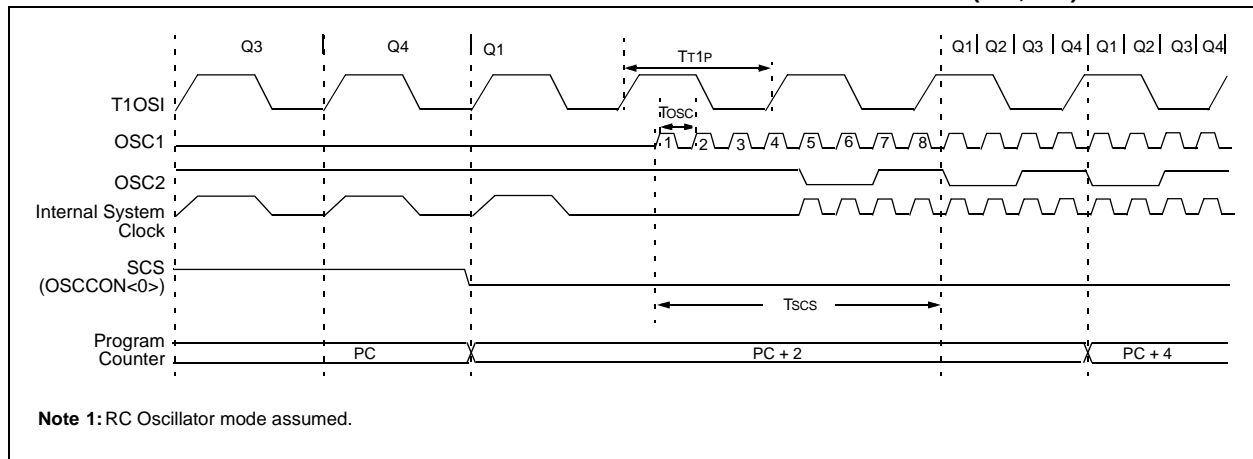 Q3 Q4 Q1 Q1 Q2 Q3 Q4 Q1 Q2 Q3 Q4
TT1P
T1OSI
TOSC
OSC1
1 2 3 4 5 6 7 8
OSC2
Internal System
Clock
SCS
(OSCCON<0>)
TSCS
Program
Counter
PC PC + 2 PC + 4
Note 1: RC Oscillator mode assumed.